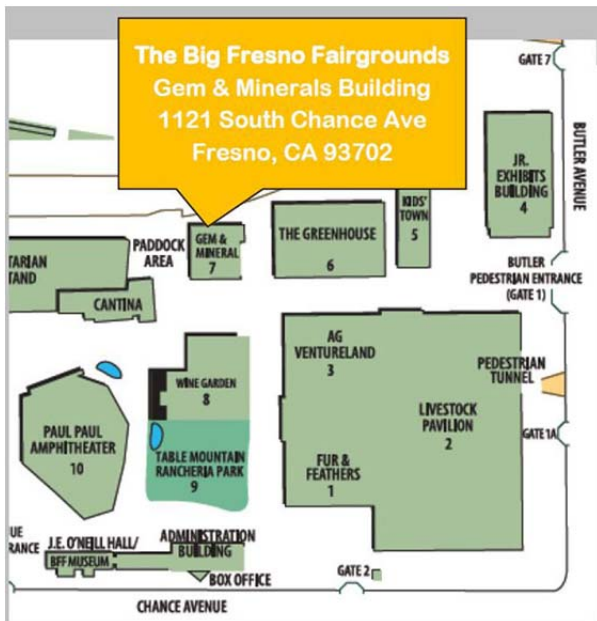 The Big Fresno Fairgrounds
Gem & Minerals Building
1121 South Chance Ave
Fresno, CA 93702
GATE 7
BUTLER AVENUE
JR.
EXHIBITS
BUILDING
4
KIDS'
TOWN
5
THE GREENHOUSE
6
GEM &
MINERAL
7
PADDOCK
AREA
TARIAN
TAND
CANTINA
BUTLER
PEDESTRIAN ENTRANCE
(GATE 1)
AG
VENTURELAND
3
PEDESTRIAN
TUNNEL
WINE GARDEN
8
LIVESTOCK
PAVILION
2
GATE 1A
PAUL PAUL
AMPHITHEATER
10
TABLE MOUNTAIN
RANCHERIA PARK
9
FUR &
FEATHERS
1
UE
RANCE
J.E. O'NEILL HALL/
BFF MUSEUM
ADMINISTRATION
BUILDING
BOX OFFICE
GATE 2
CHANCE AVENUE